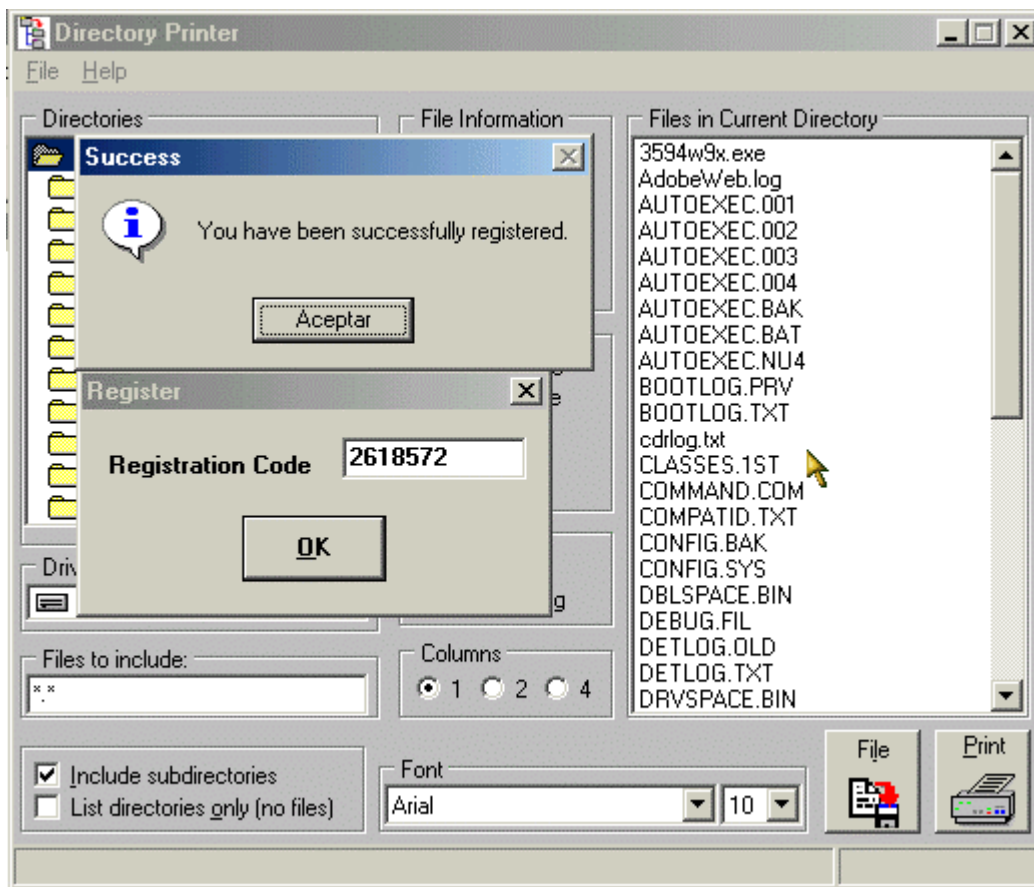 Directory Printer
File Help
Directories
File Information
Files in Current Directory
Success
You have been successfully registered.
Aceptar
Register
Registration Code 2618572
OK
Files to include:
*.*
Columns
1 2 4
Include subdirectories
List directories only (no files)
Font
Arial 10
3594w9x.exe
AdobeWeb.log
AUTOEXEC.001
AUTOEXEC.002
AUTOEXEC.003
AUTOEXEC.004
AUTOEXEC.BAK
AUTOEXEC.BAT
AUTOEXEC.NU4
BOOTLOG.PRV
BOOTLOG.TXT
cdrlog.txt
CLASSES.1ST
COMMAND.COM
COMPATID.TXT
CONFIG.BAK
CONFIG.SYS
DBLSPACE.BIN
DEBUG.FIL
DETLOG.OLD
DETLOG.TXT
DRVSPACE.BIN
File
Print